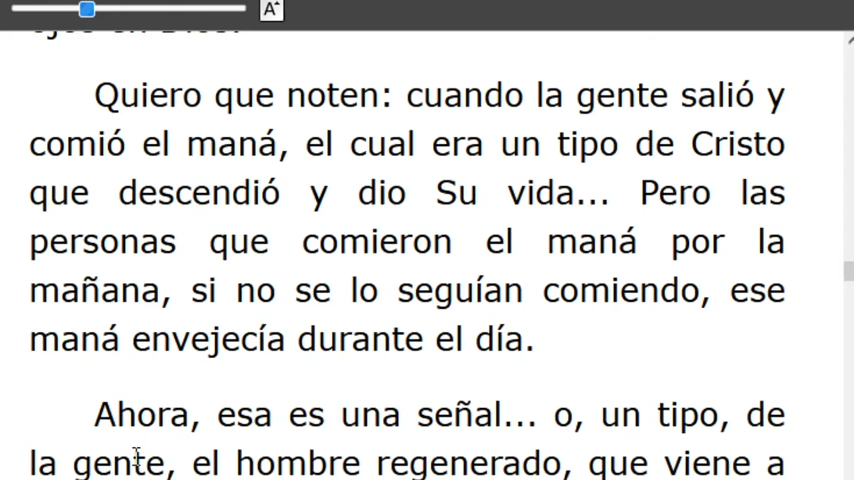 A
ojos en Dios.
Quiero que noten: cuando la gente salió y
comió el maná, el cual era un tipo de Cristo
que descendió y dio Su vida... Pero las
personas que comieron el maná por la
mañana, si no se lo seguían comiendo, ese
maná envejecía durante el día.
Ahora, esa es una señal... o, un tipo, de
la gente, el hombre regenerado, que viene a